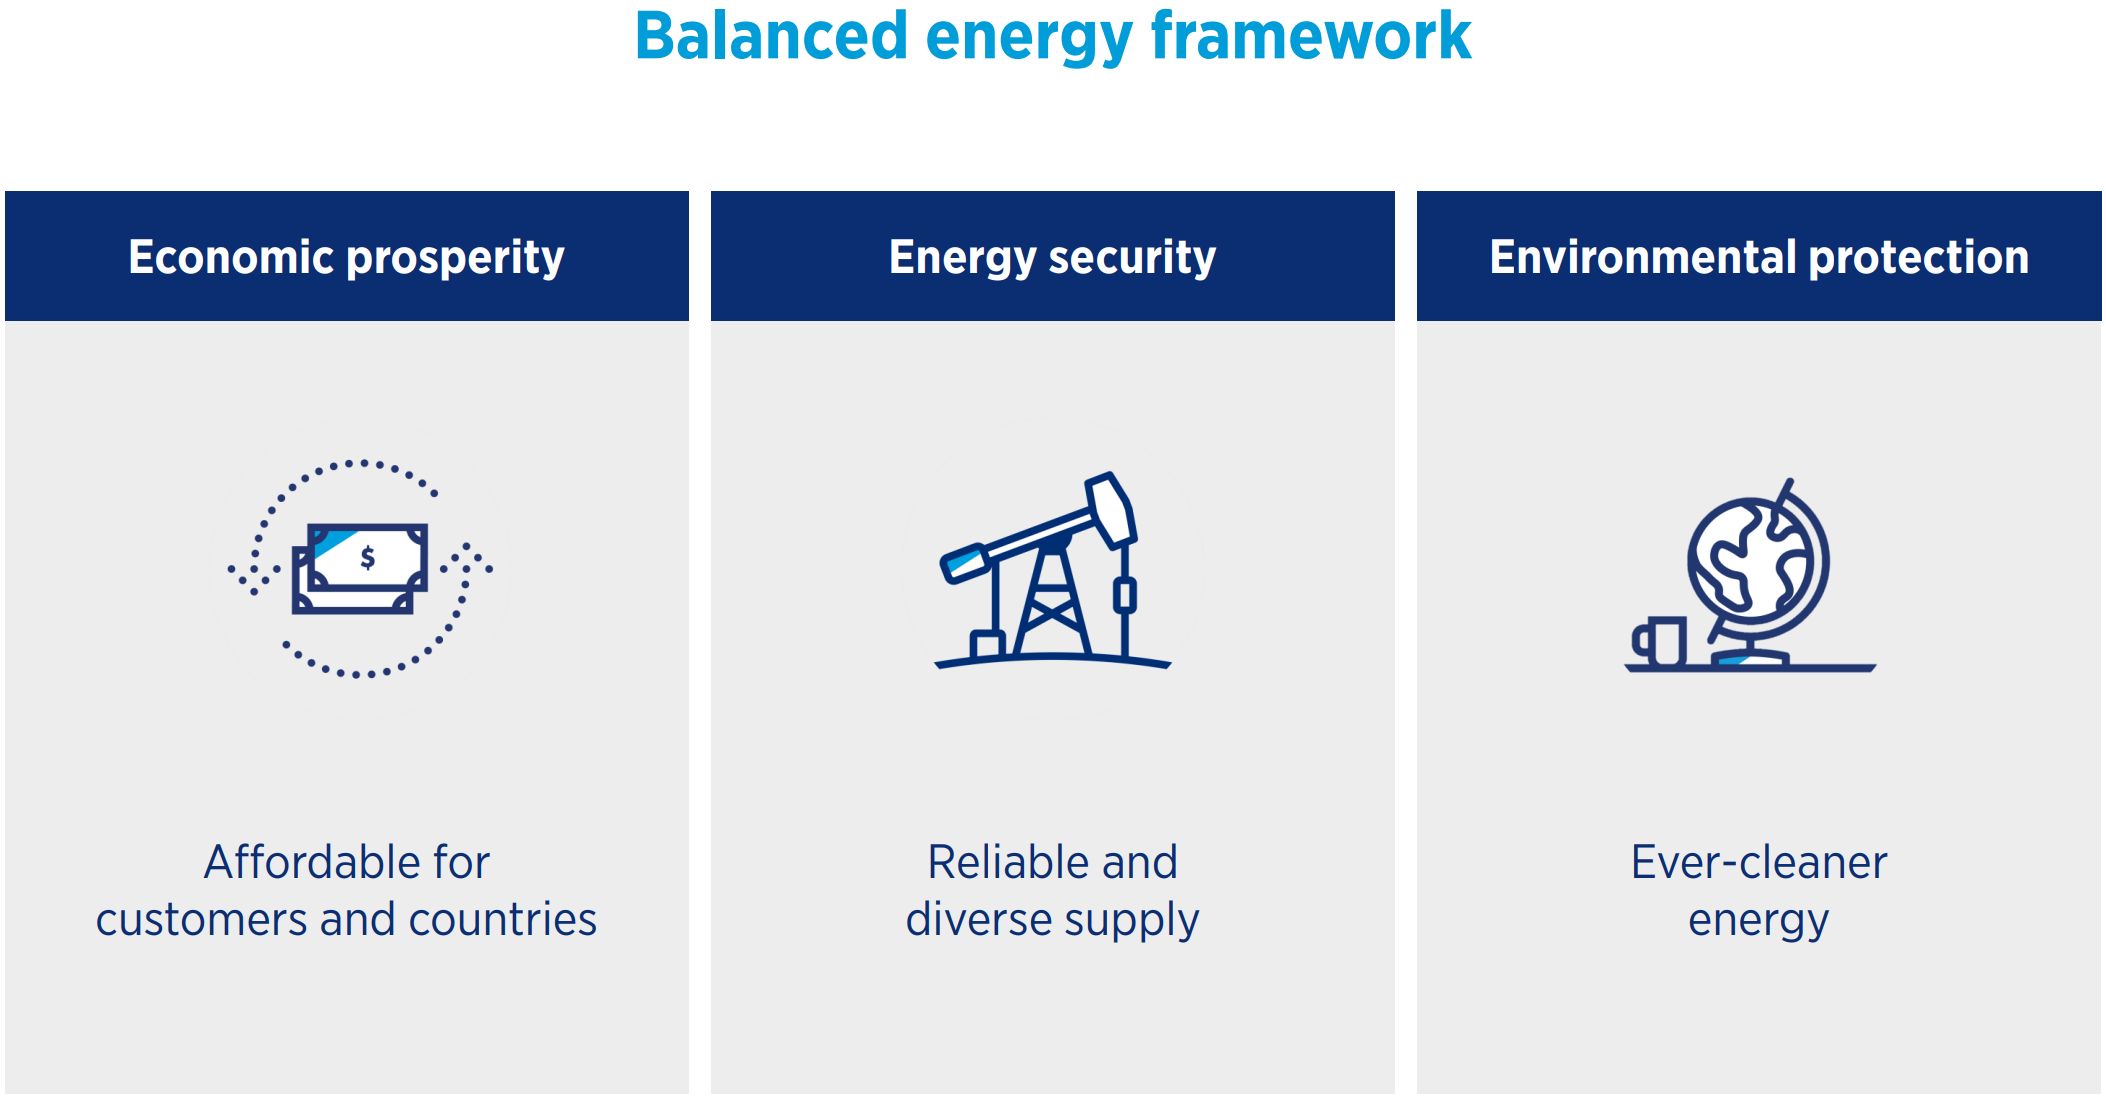 Balanced energy framework
Economic prosperity
Energy security
Environmental protection
$
Affordable for
customers and countries
Reliable and
diverse supply
Ever-cleaner
energy